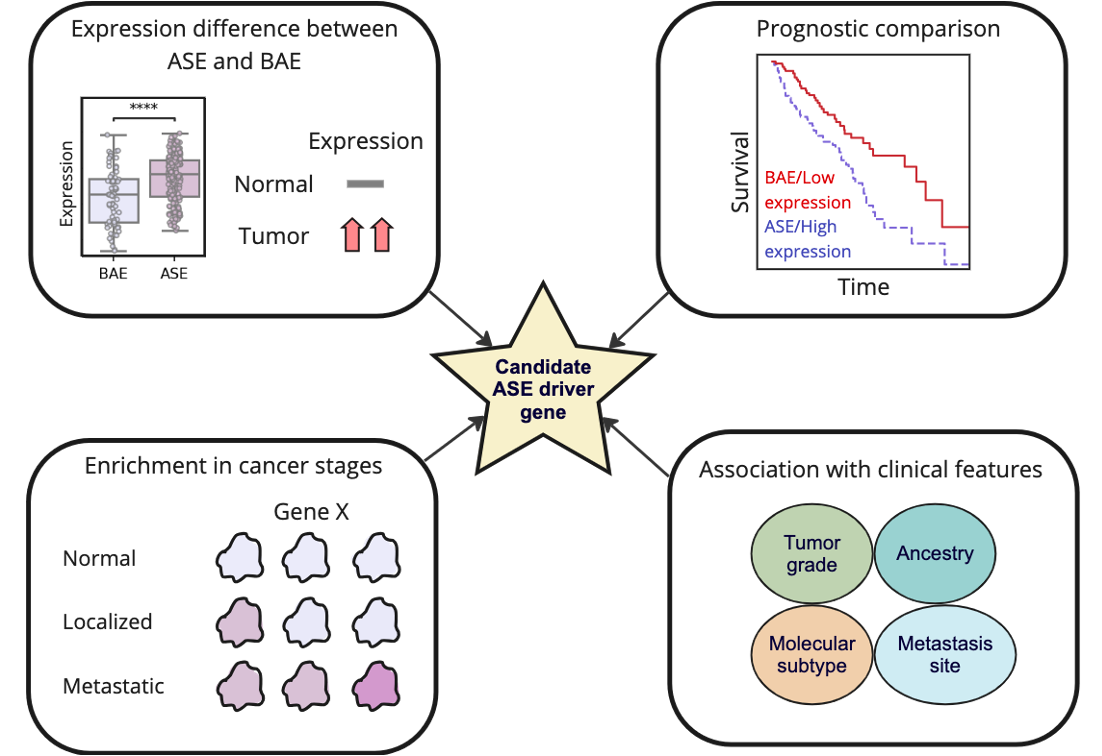 Expression difference between
ASE and BAE
****
Expression
BAE
ASE
Expression
Normal
Tumor
Prognostic comparison
Survival
BAE/Low
expression
ASE/High
expression
Time
Candidate
ASE driver
gene
Enrichment in cancer stages
Gene X
Normal
Localized
Metastatic
Association with clinical features
Tumor
grade
Ancestry
Molecular
subtype
Metastasis
site